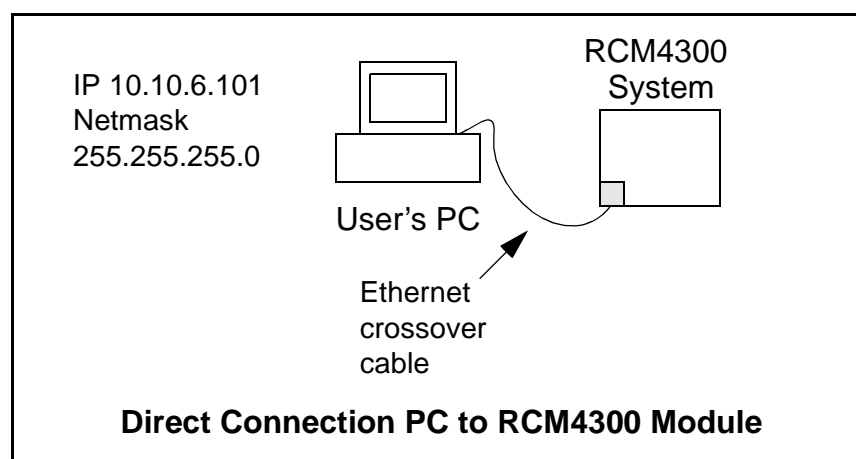 IP 10.10.6.101
Netmask
255.255.255.0
RCM4300
System
User's PC
Ethernet
crossover
cable
Direct Connection PC to RCM4300 Module